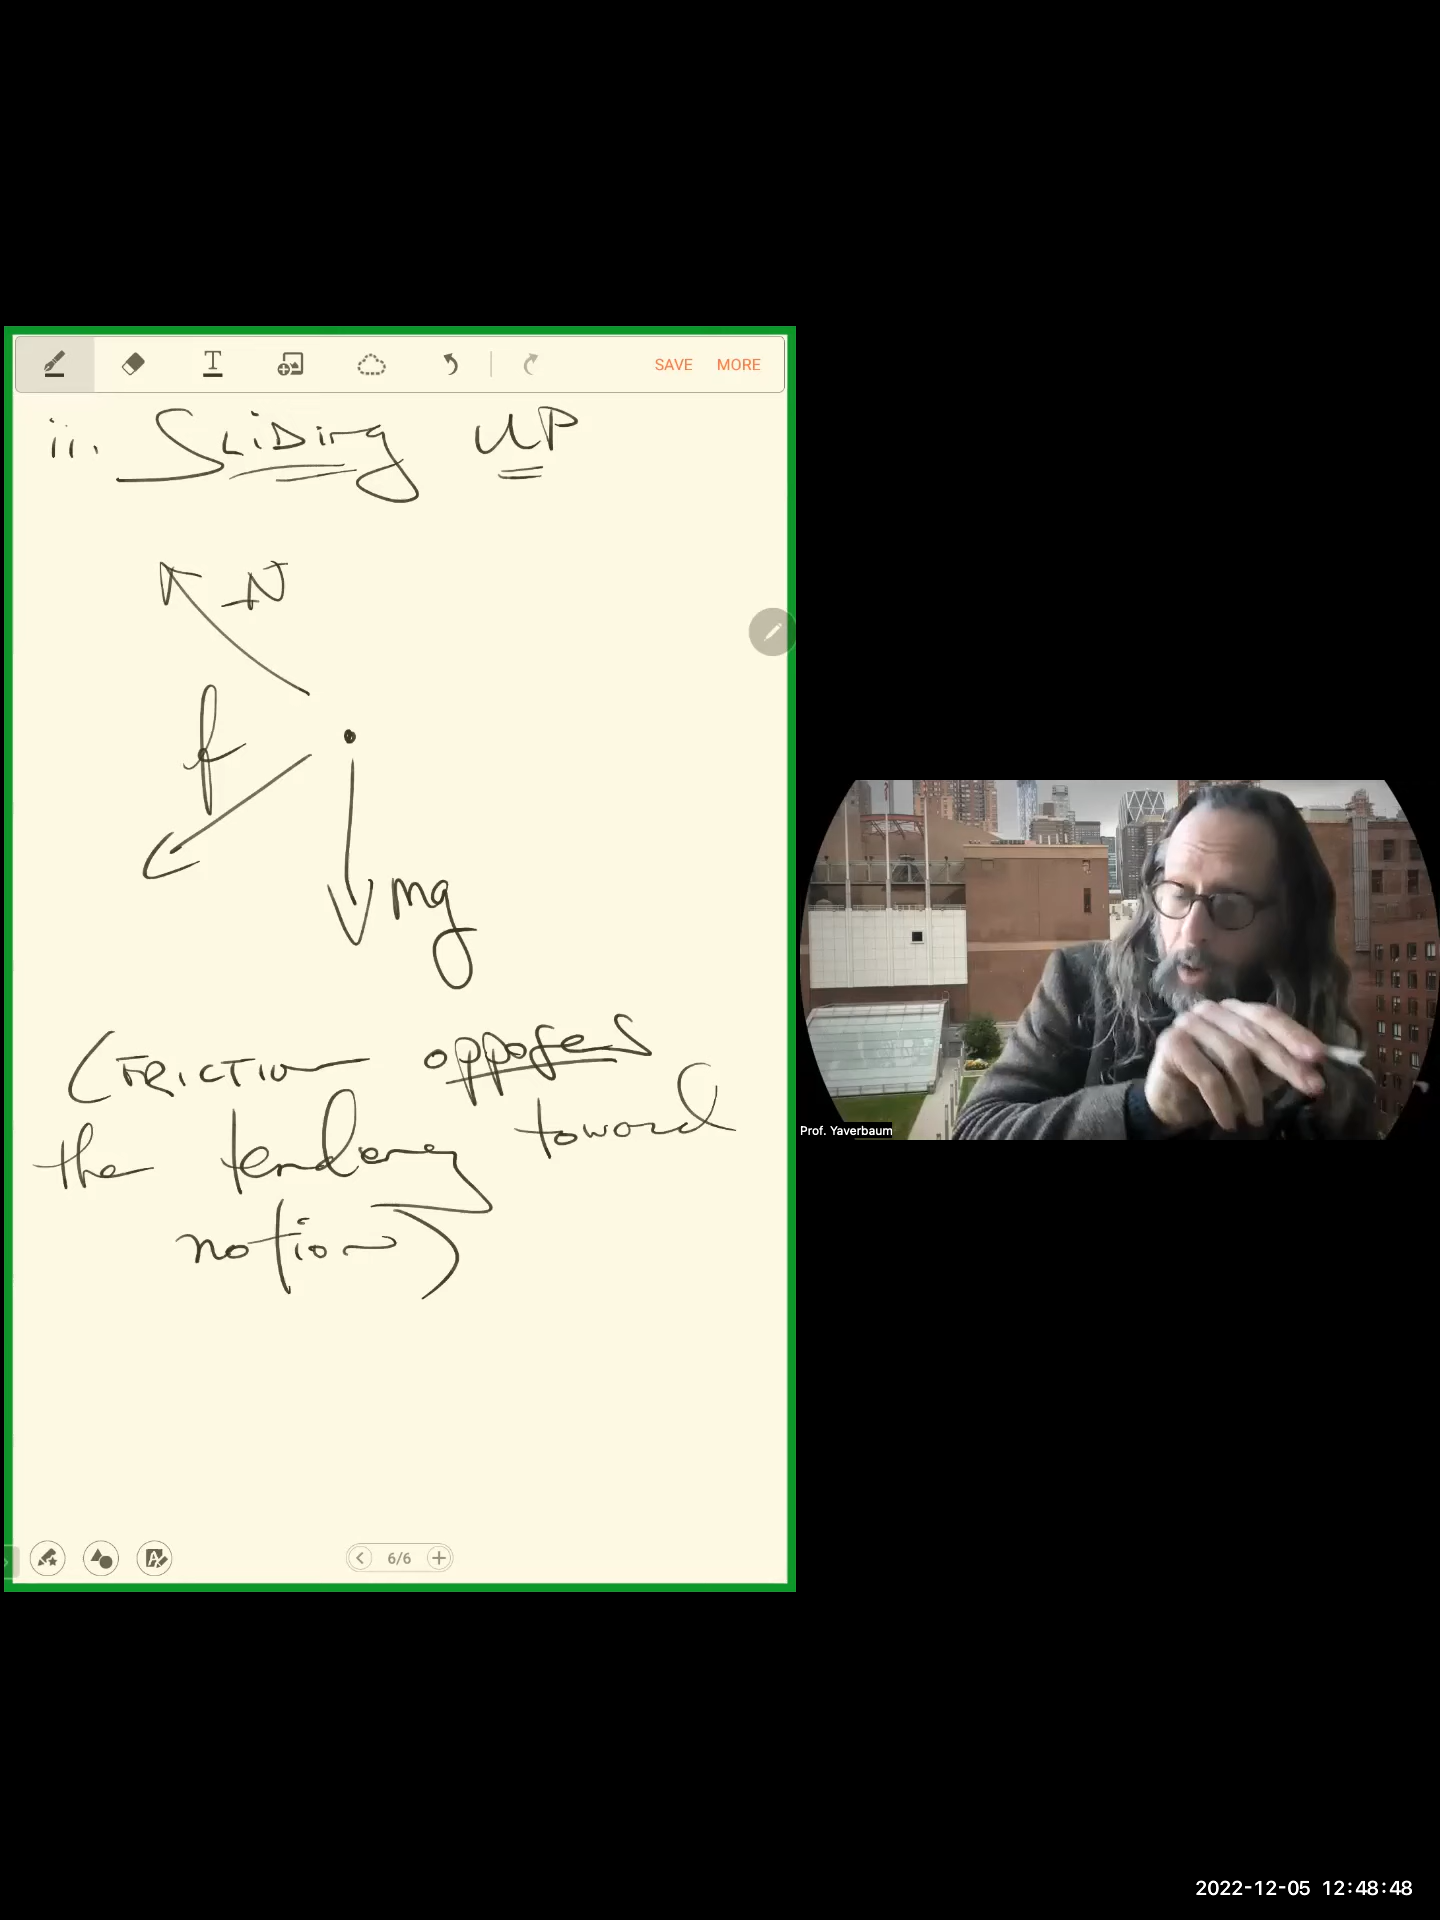 T
SAVE
MORE
ii. SLiDing UP
N
f
mg
(FRICTION opposes
the tendency toward
motion)
A
6/6
Prof. Yaverbaum
2022-12-05 12:48:48